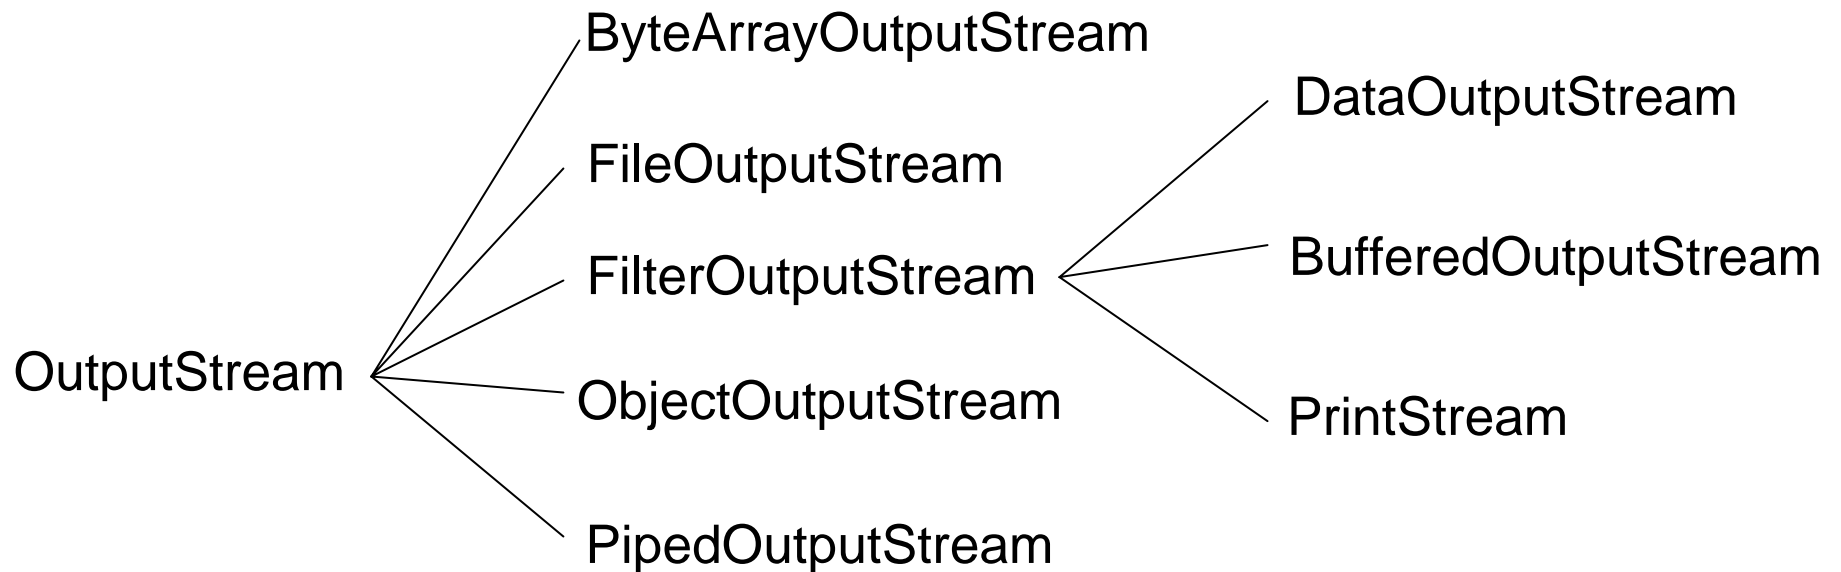 ByteArrayOutputStream
DataOutputStream
FileOutputStream
BufferedOutputStream
FilterOutputStream
OutputStream
ObjectOutputStream
PrintStream
PipedOutputStream